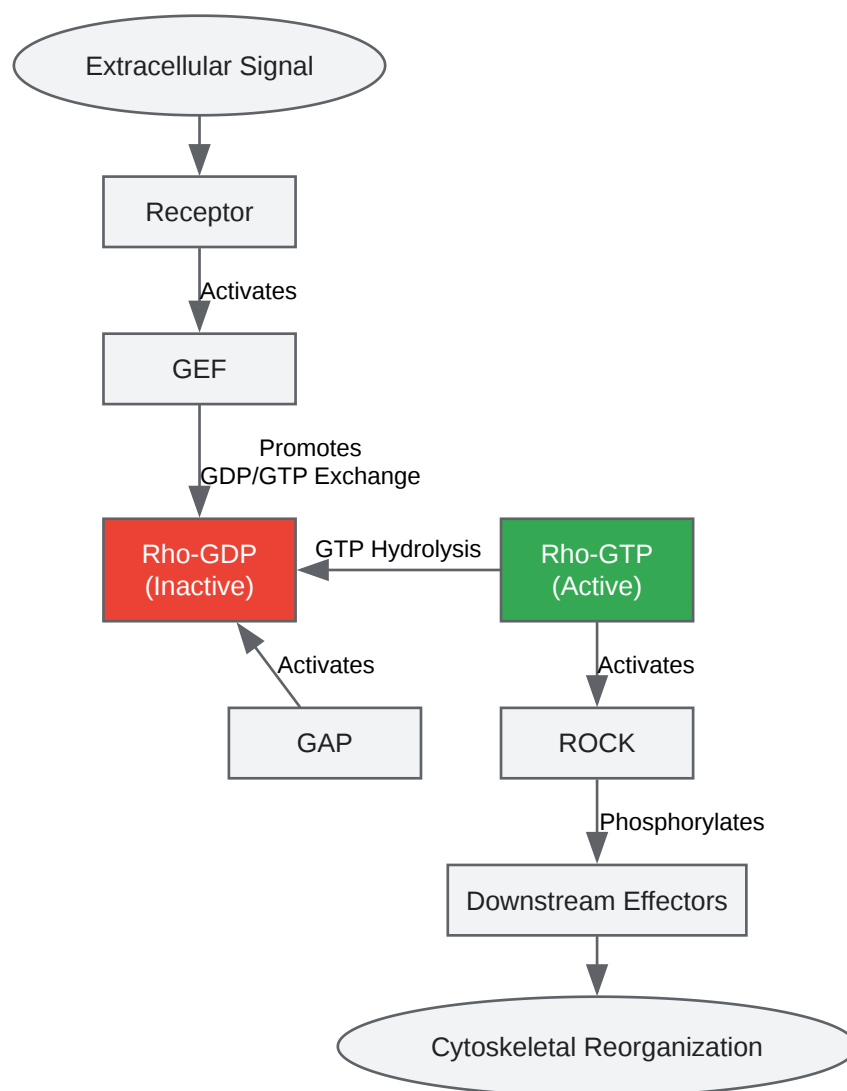 Extracellular Signal
Receptor
Activates
GEF
Promotes
GDP/GTP Exchange
Rho-GDP
(Inactive)
GTP Hydrolysis
Rho-GTP
(Active)
Activates
Activates
GAP
ROCK
Phosphorylates
Downstream Effectors
Cytoskeletal Reorganization